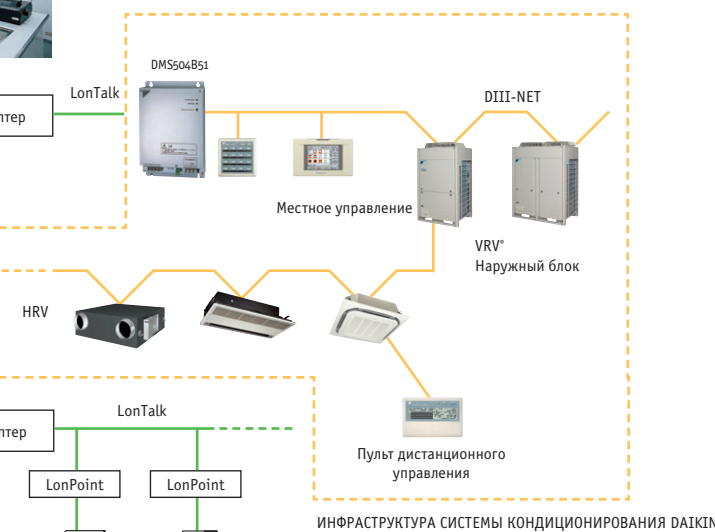 DMS504B51
LonTalk
DIII-NET
птер
Местное управление
VRV®
Наружный блок
HRV
LonTalk
птер
Пульт дистанционного
управления
LonPoint
LonPoint
ИНФРАСТРУКТУРА СИСТЕМЫ КОНДИЦИОНИРОВАНИЯ DAIKIN